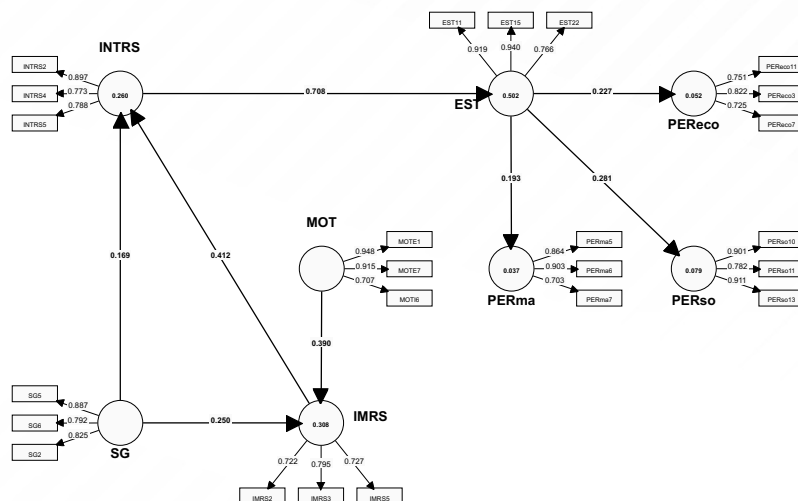 EST11
EST15
EST22
0.919
0.940
0.766
INTRS
INTRS2
0.897
INTRS4
0.773
INTRS5
0.788
0.260
0.708
EST
0.502
0.227
0.052
PEReco
0.751
PEReco11
0.822
PEReco3
0.725
PEReco7
0.193
0.281
0.169
0.412
MOT
0.948
MOTE1
0.915
MOTE7
0.707
MOTI6
0.037
PERma
0.864
PERma5
0.903
PERma6
0.703
PERma7
0.079
PERso
0.901
PERso10
0.782
PERso11
0.911
PERso13
0.390
SG5
0.887
SG6
0.792
SG2
0.825
SG
0.250
0.308
IMRS
0.722
0.795
0.727
IMRS2
IMRS3
IMRS5